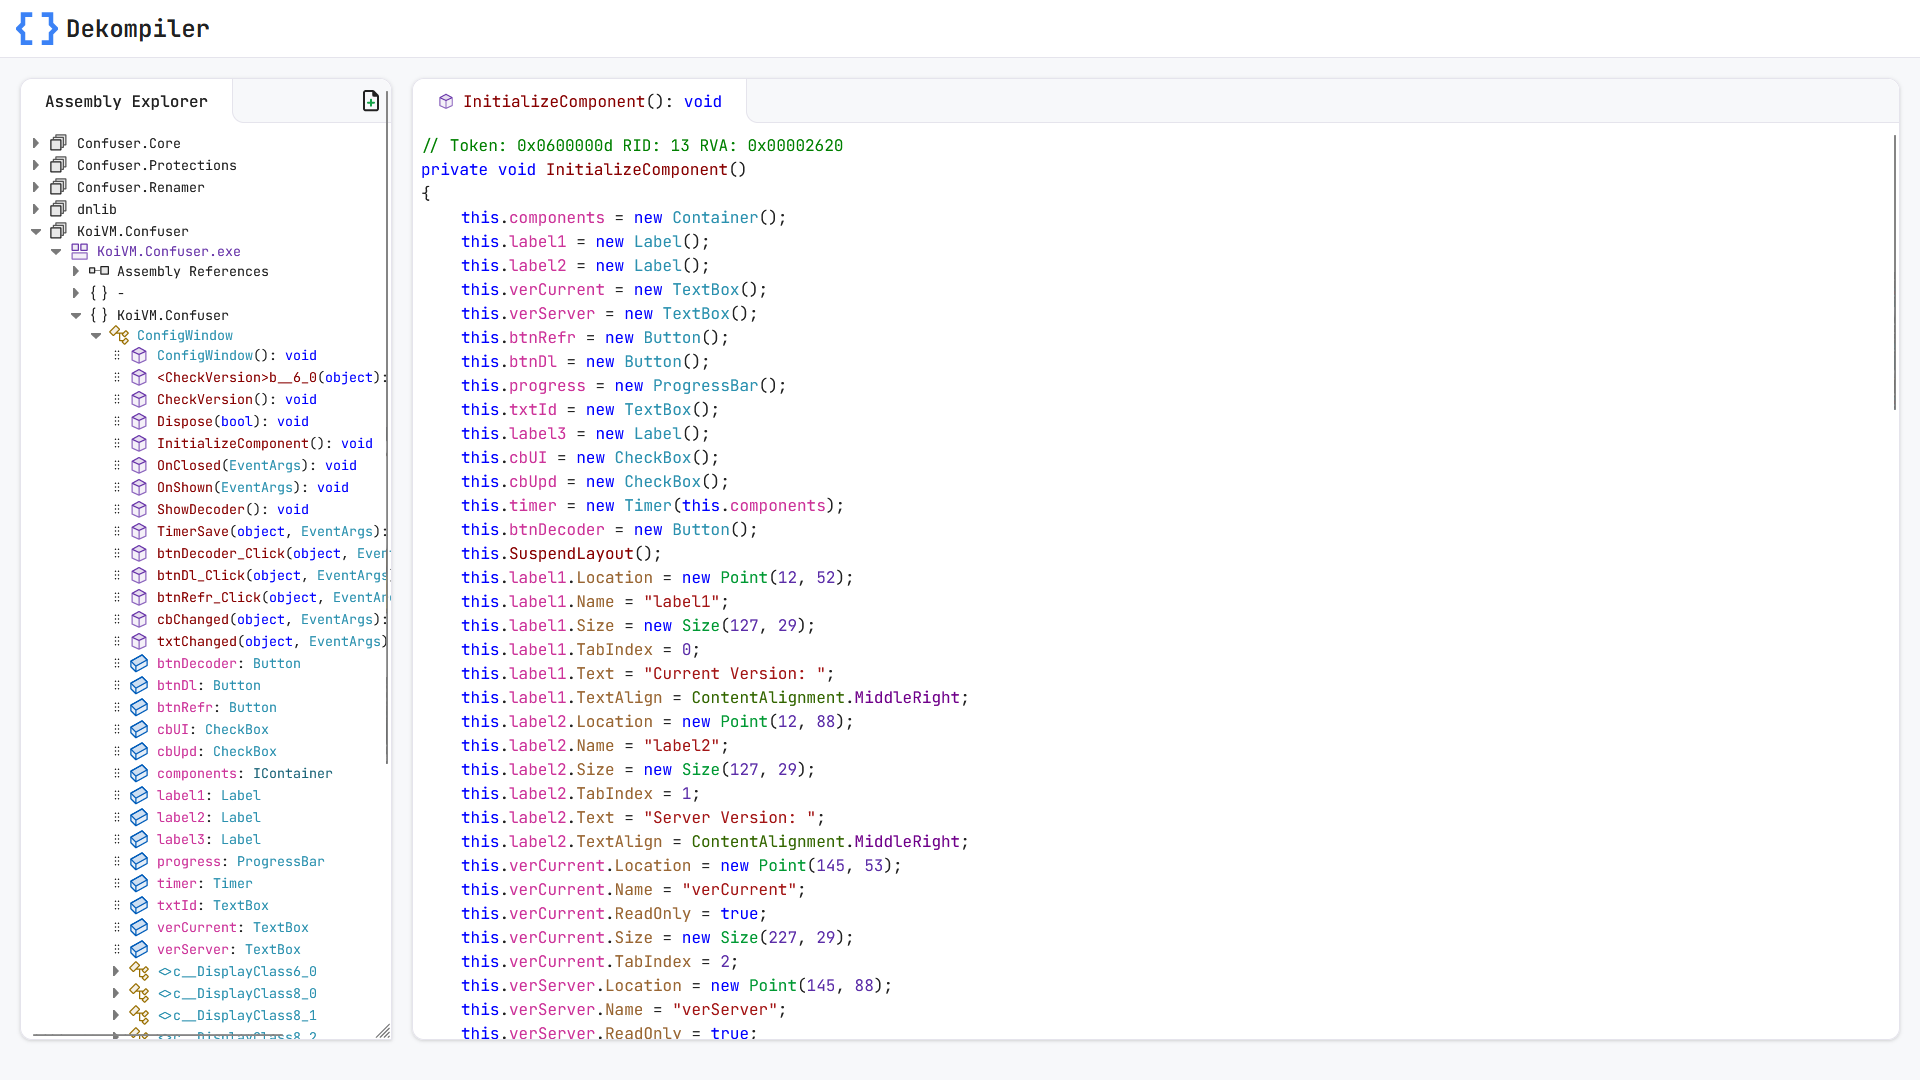 Dekompiler
Assembly Explorer
Confuser.Core
Confuser.Protections
Confuser.Renamer
dnlib
KoiVM.Confuser
KoiVM.Confuser.exe
Assembly References
{ } -
{ } KoiVM.Confuser
ConfigWindow
ConfigWindow(): void
<CheckVersion>b__6_0(object):
CheckVersion(): void
Dispose(bool): void
InitializeComponent(): void
OnClosed(EventArgs): void
OnShown(EventArgs): void
ShowDecoder(): void
TimerSave(object, EventArgs):
btnDecoder_Click(object, Even
btnDl_Click(object, EventArgs
btnRefr_Click(object, EventAr
cbChanged(object, EventArgs):
txtChanged(object, EventArgs)
btnDecoder: Button
btnDl: Button
btnRefr: Button
cbUI: CheckBox
cbUpd: CheckBox
components: IContainer
label1: Label
label2: Label
label3: Label
progress: ProgressBar
timer: Timer
txtId: TextBox
verCurrent: TextBox
verServer: TextBox
<>c__DisplayClass6_0
<>c__DisplayClass8_0
<>c__DisplayClass8_1
<>c__DisplayClass8_2
InitializeComponent(): void
// Token: 0x0600000d RID: 13 RVA: 0x00002620
private void InitializeComponent()
{
this.components = new Container();
this.label1 = new Label();
this.label2 = new Label();
this.verCurrent = new TextBox();
this.verServer = new TextBox();
this.btnRefr = new Button();
this.btnDl = new Button();
this.progress = new ProgressBar();
this.txtId = new TextBox();
this.label3 = new Label();
this.cbUI = new CheckBox();
this.cbUpd = new CheckBox();
this.timer = new Timer(this.components);
this.btnDecoder = new Button();
this.SuspendLayout();
this.label1.Location = new Point(12, 52);
this.label1.Name = "label1";
this.label1.Size = new Size(127, 29);
this.label1.TabIndex = 0;
this.label1.Text = "Current Version: ";
this.label1.TextAlign = ContentAlignment.MiddleRight;
this.label2.Location = new Point(12, 88);
this.label2.Name = "label2";
this.label2.Size = new Size(127, 29);
this.label2.TabIndex = 1;
this.label2.Text = "Server Version: ";
this.label2.TextAlign = ContentAlignment.MiddleRight;
this.verCurrent.Location = new Point(145, 53);
this.verCurrent.Name = "verCurrent";
this.verCurrent.ReadOnly = true;
this.verCurrent.Size = new Size(227, 29);
this.verCurrent.TabIndex = 2;
this.verServer.Location = new Point(145, 88);
this.verServer.Name = "verServer";
this.verServer.ReadOnly = true;